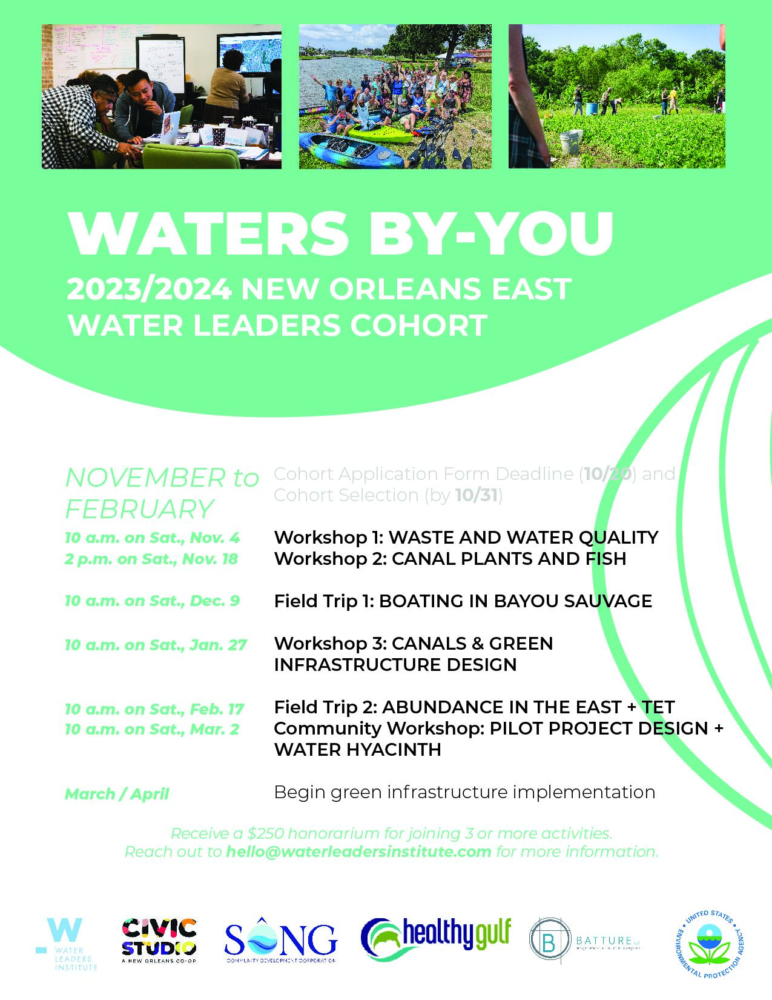 WATERS BY-YOU
2023/2024 NEW ORLEANS EAST
WATER LEADERS COHORT
NOVEMBER to
FEBRUARY
Cohort Application Form Deadline (10/20) and
Cohort Selection (by 10/31)
10 a.m. on Sat., Nov. 4
Workshop 1: WASTE AND WATER QUALITY
2 p.m. on Sat., Nov. 18
Workshop 2: CANAL PLANTS AND FISH
10 a.m. on Sat., Dec. 9
Field Trip 1: BOATING IN BAYOU SAUVAGE
10 a.m. on Sat., Jan. 27
Workshop 3: CANALS & GREEN
INFRASTRUCTURE DESIGN
10 a.m. on Sat., Feb. 17
Field Trip 2: ABUNDANCE IN THE EAST + TET
10 a.m. on Sat., Mar. 2
Community Workshop: PILOT PROJECT DESIGN +
WATER HYACINTH
March / April
Begin green infrastructure implementation
Receive a $250 honorarium for joining 3 or more activities.
Reach out to hello@waterleadersinstitute.com for more information.
W
WATER
LEADERS
INSTITUTE
CIVIC
STUDIO
A NEW ORLEANS CO-OP
SÔNG
COMMUNITY DEVELOPMENT CORPORATION
healthygulf
B
BATTURE
UNITED STATES
ENVIRONMENTAL PROTECTION AGENCY